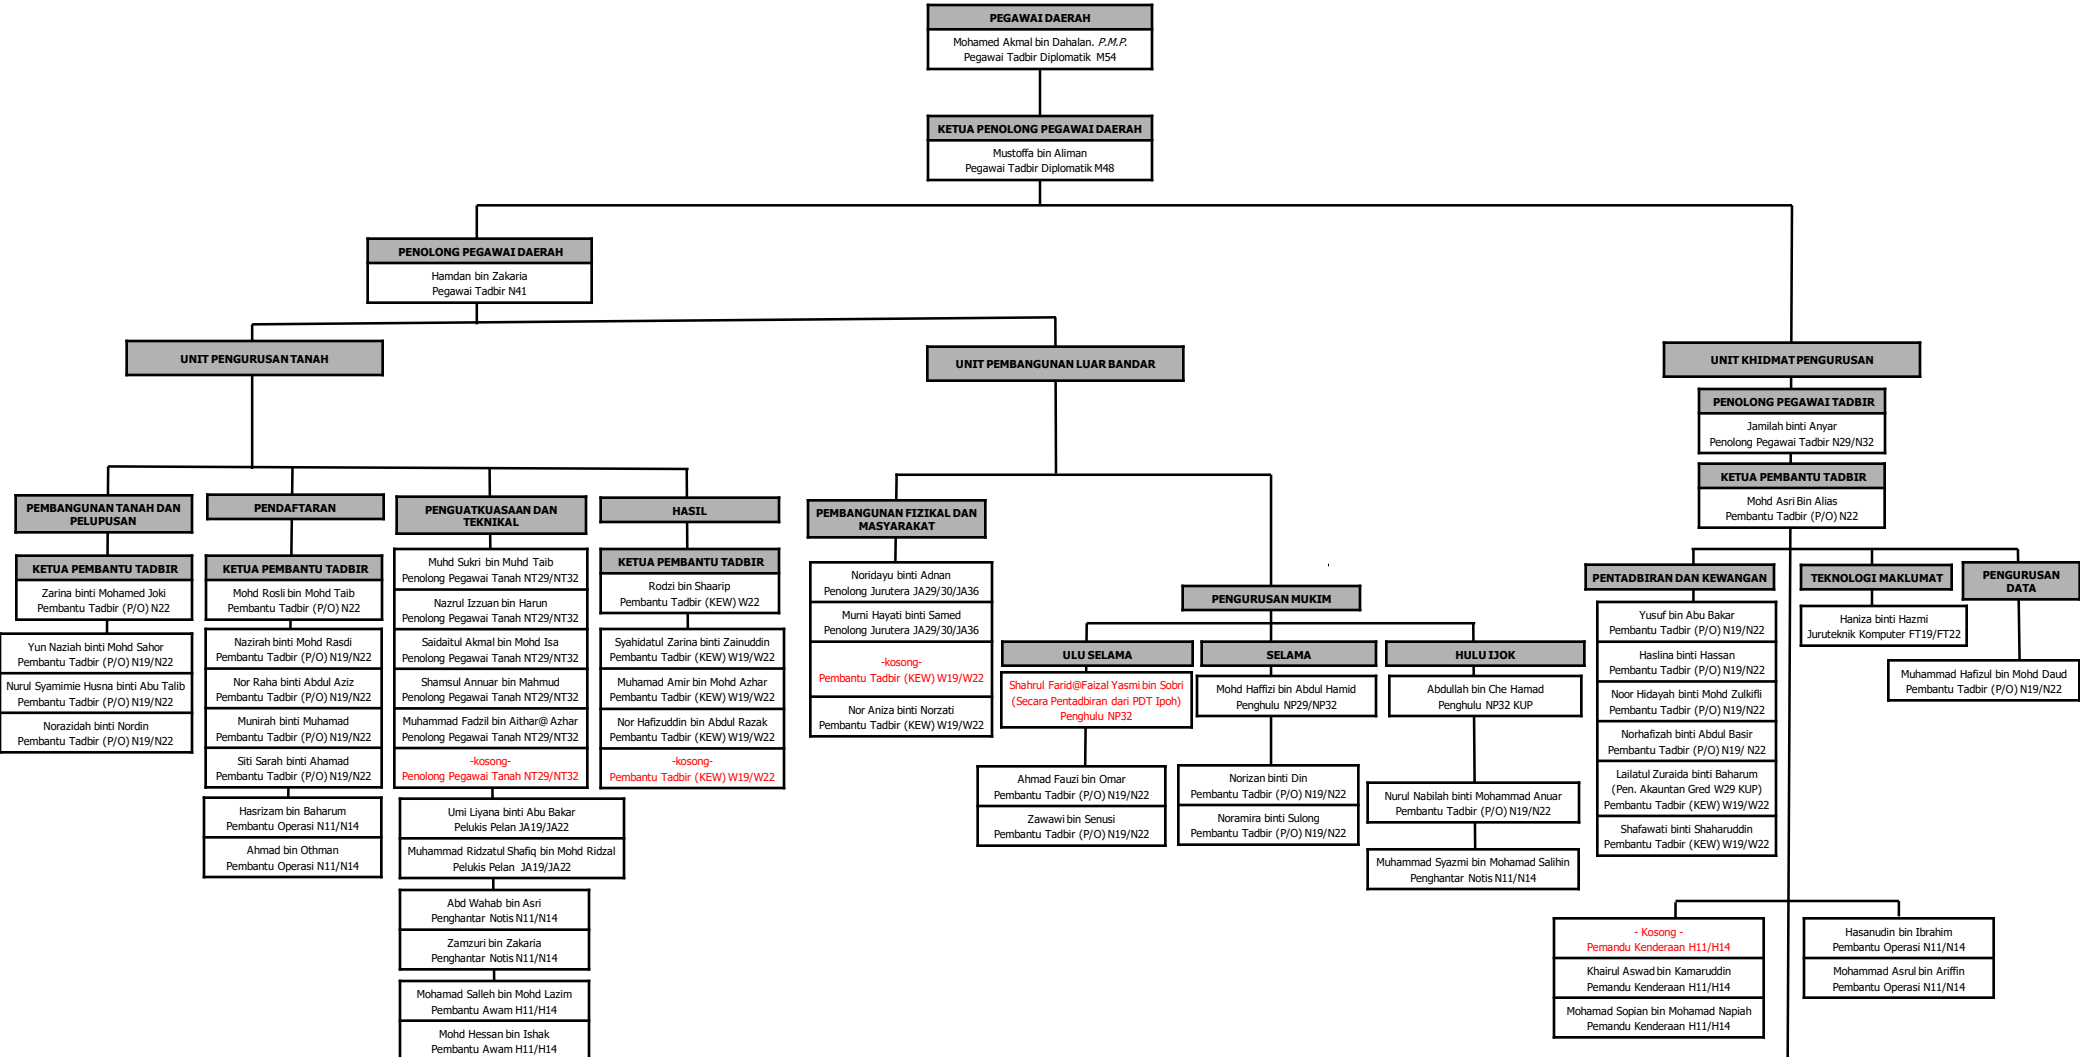 PEGAWAI DAERAH
Mohamed Akmal bin Dahalan. P.M.P.
Pegawai Tadbir Diplomatik M54
KETUA PENOLONG PEGAWAI DAERAH
Mustoffa bin Aliman
Pegawai Tadbir Diplomatik M48
PENOLONG PEGAWAI DAERAH
Hamdan bin Zakaria
Pegawai Tadbir N41
UNIT PENGURUSAN TANAH
PEMBANGUNAN TANAH DAN
PELUPUSAN
KETUA PEMBANTU TADBIR
Zarina binti Mohamed Joki
Pembantu Tadbir (P/O) N22
Yun Naziah binti Mohd Sahor
Pembantu Tadbir (P/O) N19/N22
Nurul Syamimie Husna binti Abu Talib
Pembantu Tadbir (P/O) N19/N22
Norazidah binti Nordin
Pembantu Tadbir (P/O) N19/N22
PENDAFTARAN
KETUA PEMBANTU TADBIR
Mohd Rosli bin Mohd Taib
Pembantu Tadbir (P/O) N22
Nazirah binti Mohd Rasdi
Pembantu Tadbir (P/O) N19/N22
Nor Raha binti Abdul Aziz
Pembantu Tadbir (P/O) N19/N22
Munirah binti Muhamad
Pembantu Tadbir (P/O) N19/N22
Siti Sarah binti Ahamad
Pembantu Tadbir (P/O) N19/N22
Hasrizam bin Baharum
Pembantu Operasi N11/N14
Ahmad bin Othman
Pembantu Operasi N11/N14
PENGUATKUASAAN DAN
TEKNIKAL
Muhd Sukri bin Muhd Taib
Penolong Pegawai Tanah NT29/NT32
Nazrul Izzuan bin Harun
Penolong Pegawai Tanah NT29/NT32
Saidaitul Akmal bin Mohd Isa
Penolong Pegawai Tanah NT29/NT32
Shamsul Annuar bin Mahmud
Penolong Pegawai Tanah NT29/NT32
Muhammad Fadzil bin Aithar@ Azhar
Penolong Pegawai Tanah NT29/NT32
-kosong-
Penolong Pegawai Tanah NT29/NT32
Umi Liyana binti Abu Bakar
Pelukis Pelan JA19/JA22
Muhammad Ridzatul Shafiq bin Mohd Ridzal
Pelukis Pelan JA19/JA22
Abd Wahab bin Asri
Penghantar Notis N11/N14
Zamzuri bin Zakaria
Penghantar Notis N11/N14
Mohamad Salleh bin Mohd Lazim
Pembantu Awam H11/H14
Mohd Hessan bin Ishak
Pembantu Awam H11/H14
HASIL
KETUA PEMBANTU TADBIR
Rodzi bin Shaarip
Pembantu Tadbir (KEW) W22
Syahidatul Zarina binti Zainuddin
Pembantu Tadbir (KEW) W19/W22
Muhamad Amir bin Mohd Azhar
Pembantu Tadbir (KEW) W19/W22
Nor Hafizuddin bin Abdul Razak
Pembantu Tadbir (KEW) W19/W22
-kosong-
Pembantu Tadbir (KEW) W19/W22
UNIT PEMBANGUNAN LUAR BANDAR
PEMBANGUNAN FIZIKAL DAN
MASYARAKAT
Noridayu binti Adnan
Penolong Jurutera JA29/30/JA36
Murni Hayati binti Samed
Penolong Jurutera JA29/30/JA36
-kosong-
Pembantu Tadbir (KEW) W19/W22
Nor Aniza binti Norzati
Pembantu Tadbir (KEW) W19/W22
PENGURUSAN MUKIM
ULU SELAMA
Shahrul Farid@Faizal Yasmi bin Sobri
(Secara Pentadbiran dari PDT Ipoh)
Penghulu NP32
Ahmad Fauzi bin Omar
Pembantu Tadbir (P/O) N19/N22
Zawawi bin Senusi
Pembantu Tadbir (P/O) N19/N22
SELAMA
Mohd Haffizi bin Abdul Hamid
Penghulu NP29/NP32
Norizan binti Din
Pembantu Tadbir (P/O) N19/N22
Noramira binti Sulong
Pembantu Tadbir (P/O) N19/N22
HULU IJOK
Abdullah bin Che Hamad
Penghulu NP32 KUP
Nurul Nabilah binti Mohammad Anuar
Pembantu Tadbir (P/O) N19/N22
Muhammad Syazmi bin Mohamad Salihin
Penghantar Notis N11/N14
UNIT KHIDMAT PENGURUSAN
PENOLONG PEGAWAI TADBIR
Jamilah binti Anyar
Penolong Pegawai Tadbir N29/N32
KETUA PEMBANTU TADBIR
Mohd Asri Bin Alias
Pembantu Tadbir (P/O) N22
PENTADBIRAN DAN KEWANGAN
Yusuf bin Abu Bakar
Pembantu Tadbir (P/O) N19/N22
Haslina binti Hassan
Pembantu Tadbir (P/O) N19/N22
Noor Hidayah binti Mohd Zulkifli
Pembantu Tadbir (P/O) N19/N22
Norhafizah binti Abdul Basir
Pembantu Tadbir (P/O) N19/ N22
Lailatul Zuraida binti Baharum
(Pen. Akauntan Gred W29 KUP)
Pembantu Tadbir (KEW) W19/W22
Shafawati binti Shaharuddin
Pembantu Tadbir (KEW) W19/W22
TEKNOLOGI MAKLUMAT
Haniza binti Hazmi
Juruteknik Komputer FT19/FT22
PENGURUSAN
DATA
Muhammad Hafizul bin Mohd Daud
Pembantu Tadbir (P/O) N19/N22
- Kosong -
Pemandu Kenderaan H11/H14
Khairul Aswad bin Kamaruddin
Pemandu Kenderaan H11/H14
Mohamad Sopian bin Mohamad Napiah
Pemandu Kenderaan H11/H14
Hasanudin bin Ibrahim
Pembantu Operasi N11/N14
Mohammad Asrul bin Ariffin
Pembantu Operasi N11/N14